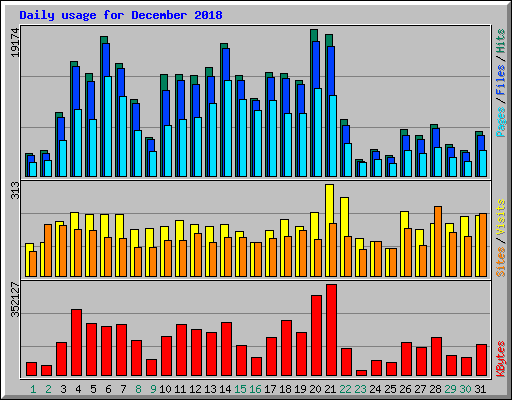 Daily usage for December 2018
19174
Pages / Files / Hits
313
Sites / Visits
352127
KBytes
1 2 3 4 5 6 7 8 9 10 11 12 13 14 15 16 17 18 19 20 21 22 23 24 25 26 27 28 29 30 31